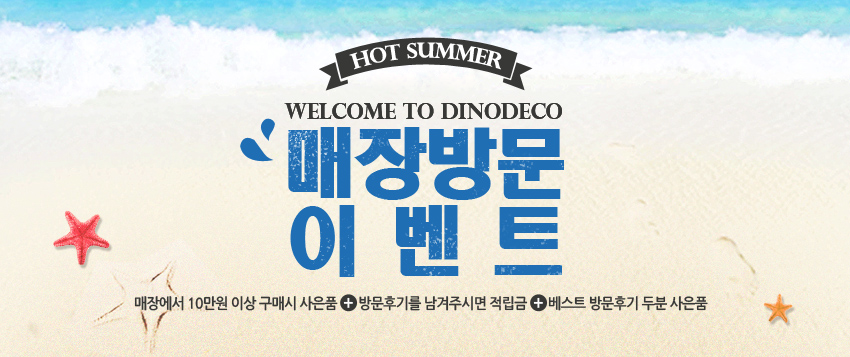 HOT SUMMER
WELCOME TO DINODECO
매장방문
이벤트
매장에서 10만원 이상 구매시 사은품 + 방문후기를 남겨주시면 적립금 + 베스트 방문후기 두분 사은품